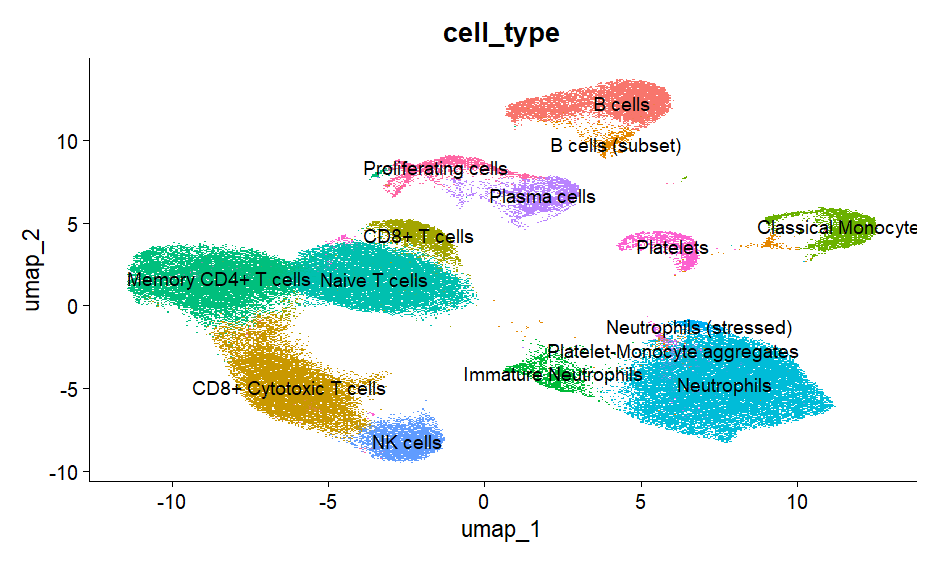 cell_type
B cells
B cells (subset)
Proliferating cells
Plasma cells
Classical Monocyte
CD8+ T cells
Platelets
Memory CD4+ T cells
Naive T cells
Neutrophils (stressed)
Platelet-Monocyte aggregates
Immature Neutrophils
Neutrophils
CD8+ Cytotoxic T cells
NK cells
umap_2
10
5
0
-5
-10
-10
-5
0
5
10
umap_1